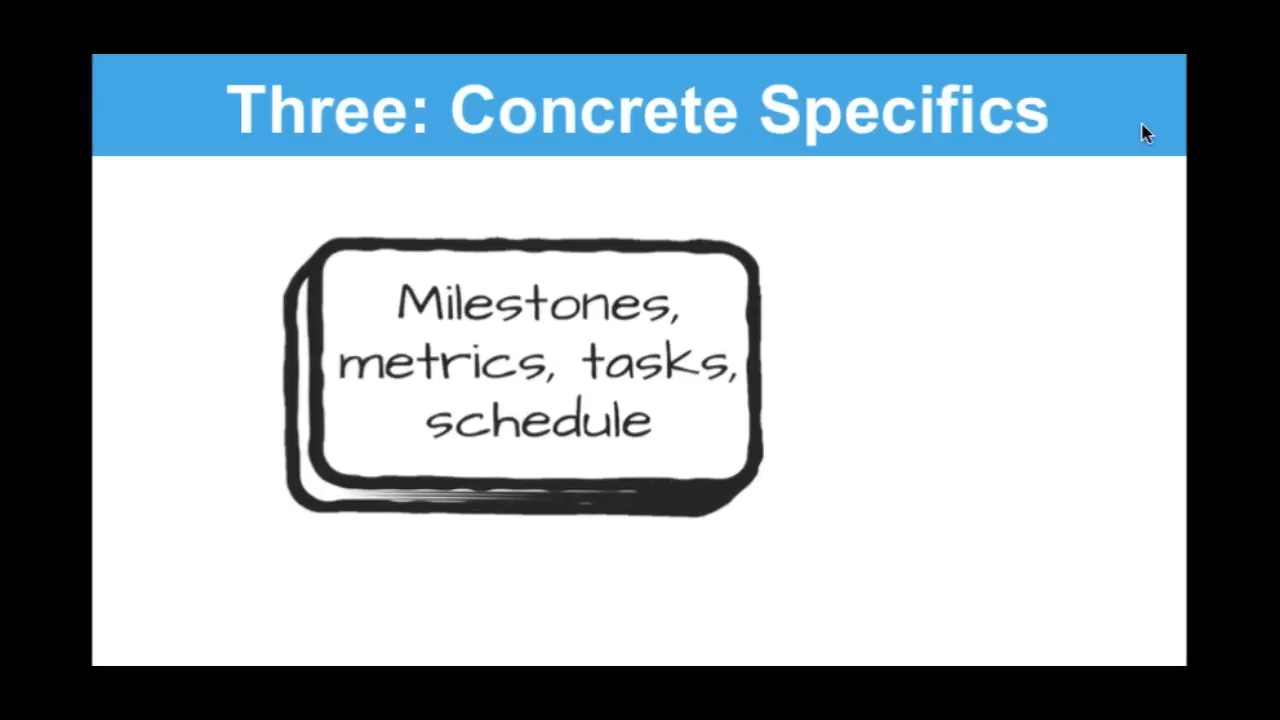 Three: Concrete Specifics
Milestones,
metrics, tasks,
schedule